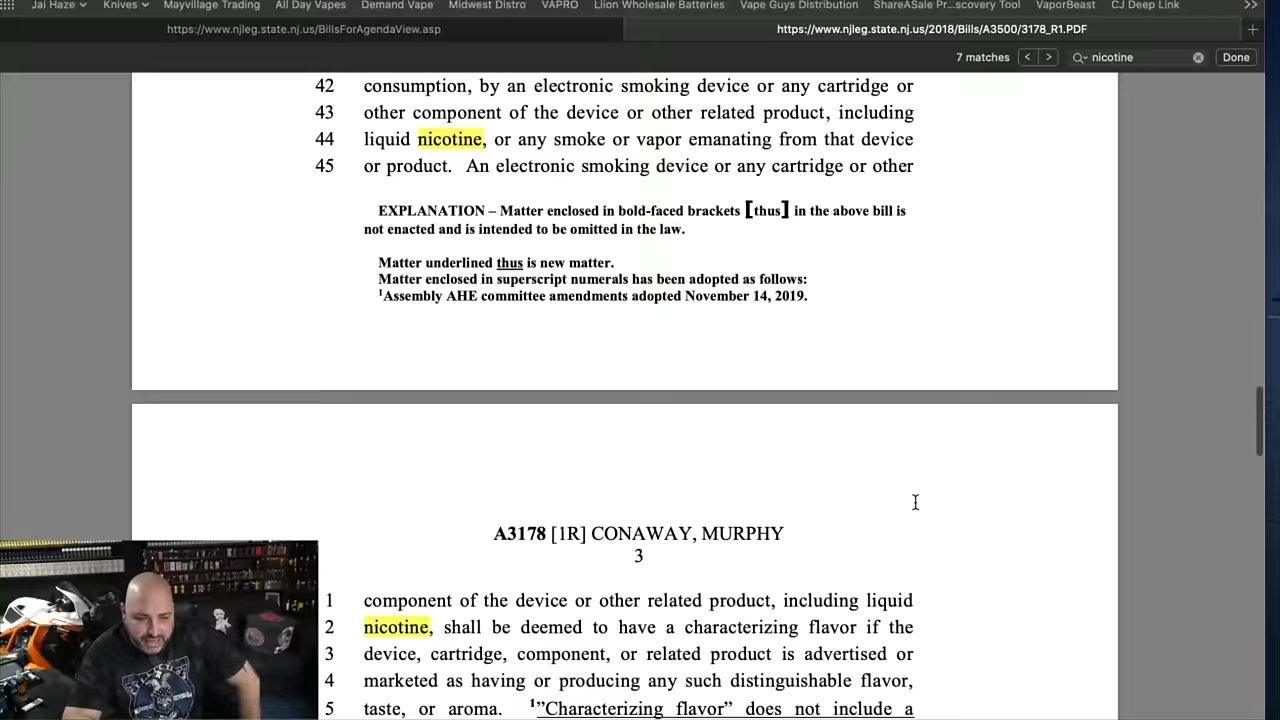 Jai Haze
Knives
Mayvillage Trading
All Day Vapes
Demand Vape
Midwest Distro
VAPRO
Liion Wholesale Batteries
Vape Guys Distribution
ShareASale Pr...scovery Tool
VaporBeast
CJ Deep Link
https://www.njleg.state.nj.us/BillsForAgendaView.asp
https://www.njleg.state.nj.us/2018/Bills/A3500/3178_R1.PDF
7 matches < > nicotine Done
42 consumption, by an electronic smoking device or any cartridge or
43 other component of the device or other related product, including
44 liquid nicotine, or any smoke or vapor emanating from that device
45 or product. An electronic smoking device or any cartridge or other
EXPLANATION – Matter enclosed in bold-faced brackets [thus] in the above bill is
not enacted and is intended to be omitted in the law.
Matter underlined thus is new matter.
Matter enclosed in superscript numerals has been adopted as follows:
¹Assembly AHE committee amendments adopted November 14, 2019.
A3178 [1R] CONAWAY, MURPHY
3
1 component of the device or other related product, including liquid
2 nicotine, shall be deemed to have a characterizing flavor if the
3 device, cartridge, component, or related product is advertised or
4 marketed as having or producing any such distinguishable flavor,
5 taste, or aroma. ¹"Characterizing flavor" does not include a